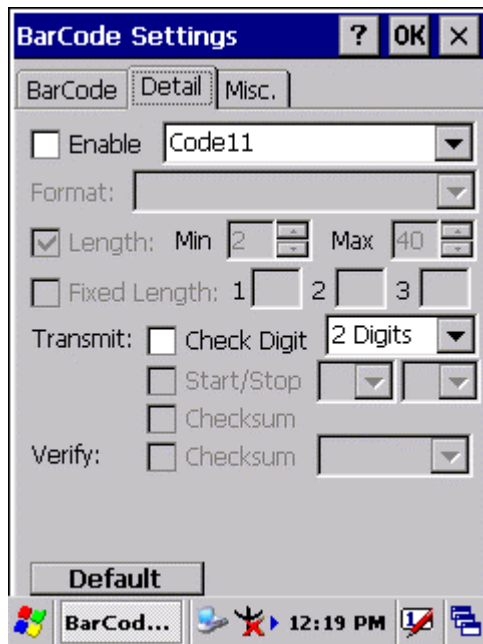 BarCode Settings ? OK ×
BarCode Detail Misc.
Enable Code11
Format:
Length: Min 2 Max 40
Fixed Length: 1 2 3
Transmit: Check Digit 2 Digits
Start/Stop
Checksum
Verify: Checksum
Default
BarCod... 12:19 PM 1